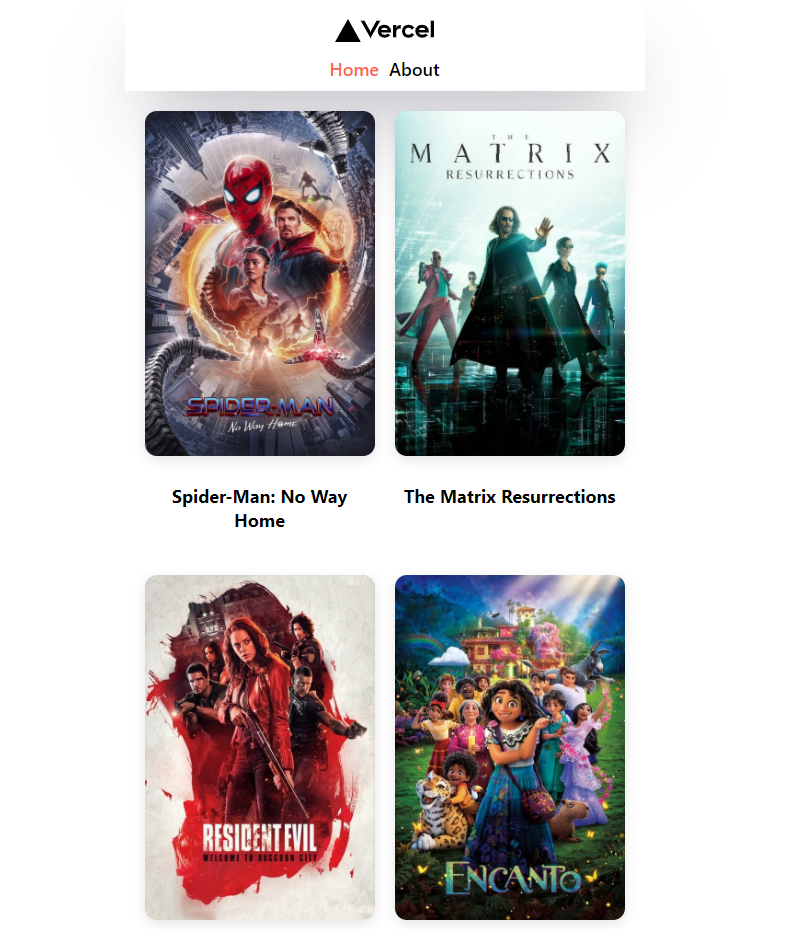 Vercel
Home About
THE
MATRIX
RESURRECTIONS
SPIDER-MAN
No Way Home
Spider-Man: No Way
Home
The Matrix Resurrections
RESIDENT EVIL
WELCOME TO RACCOON CITY
ENCANTO